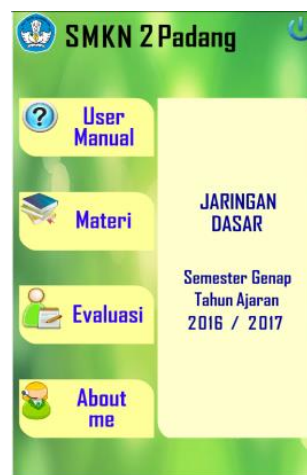 SMKN 2 Padang
User
Manual
Materi
Evaluasi
About
me
JARINGAN
DASAR
Semester Genap
Tahun Ajaran
2016 / 2017